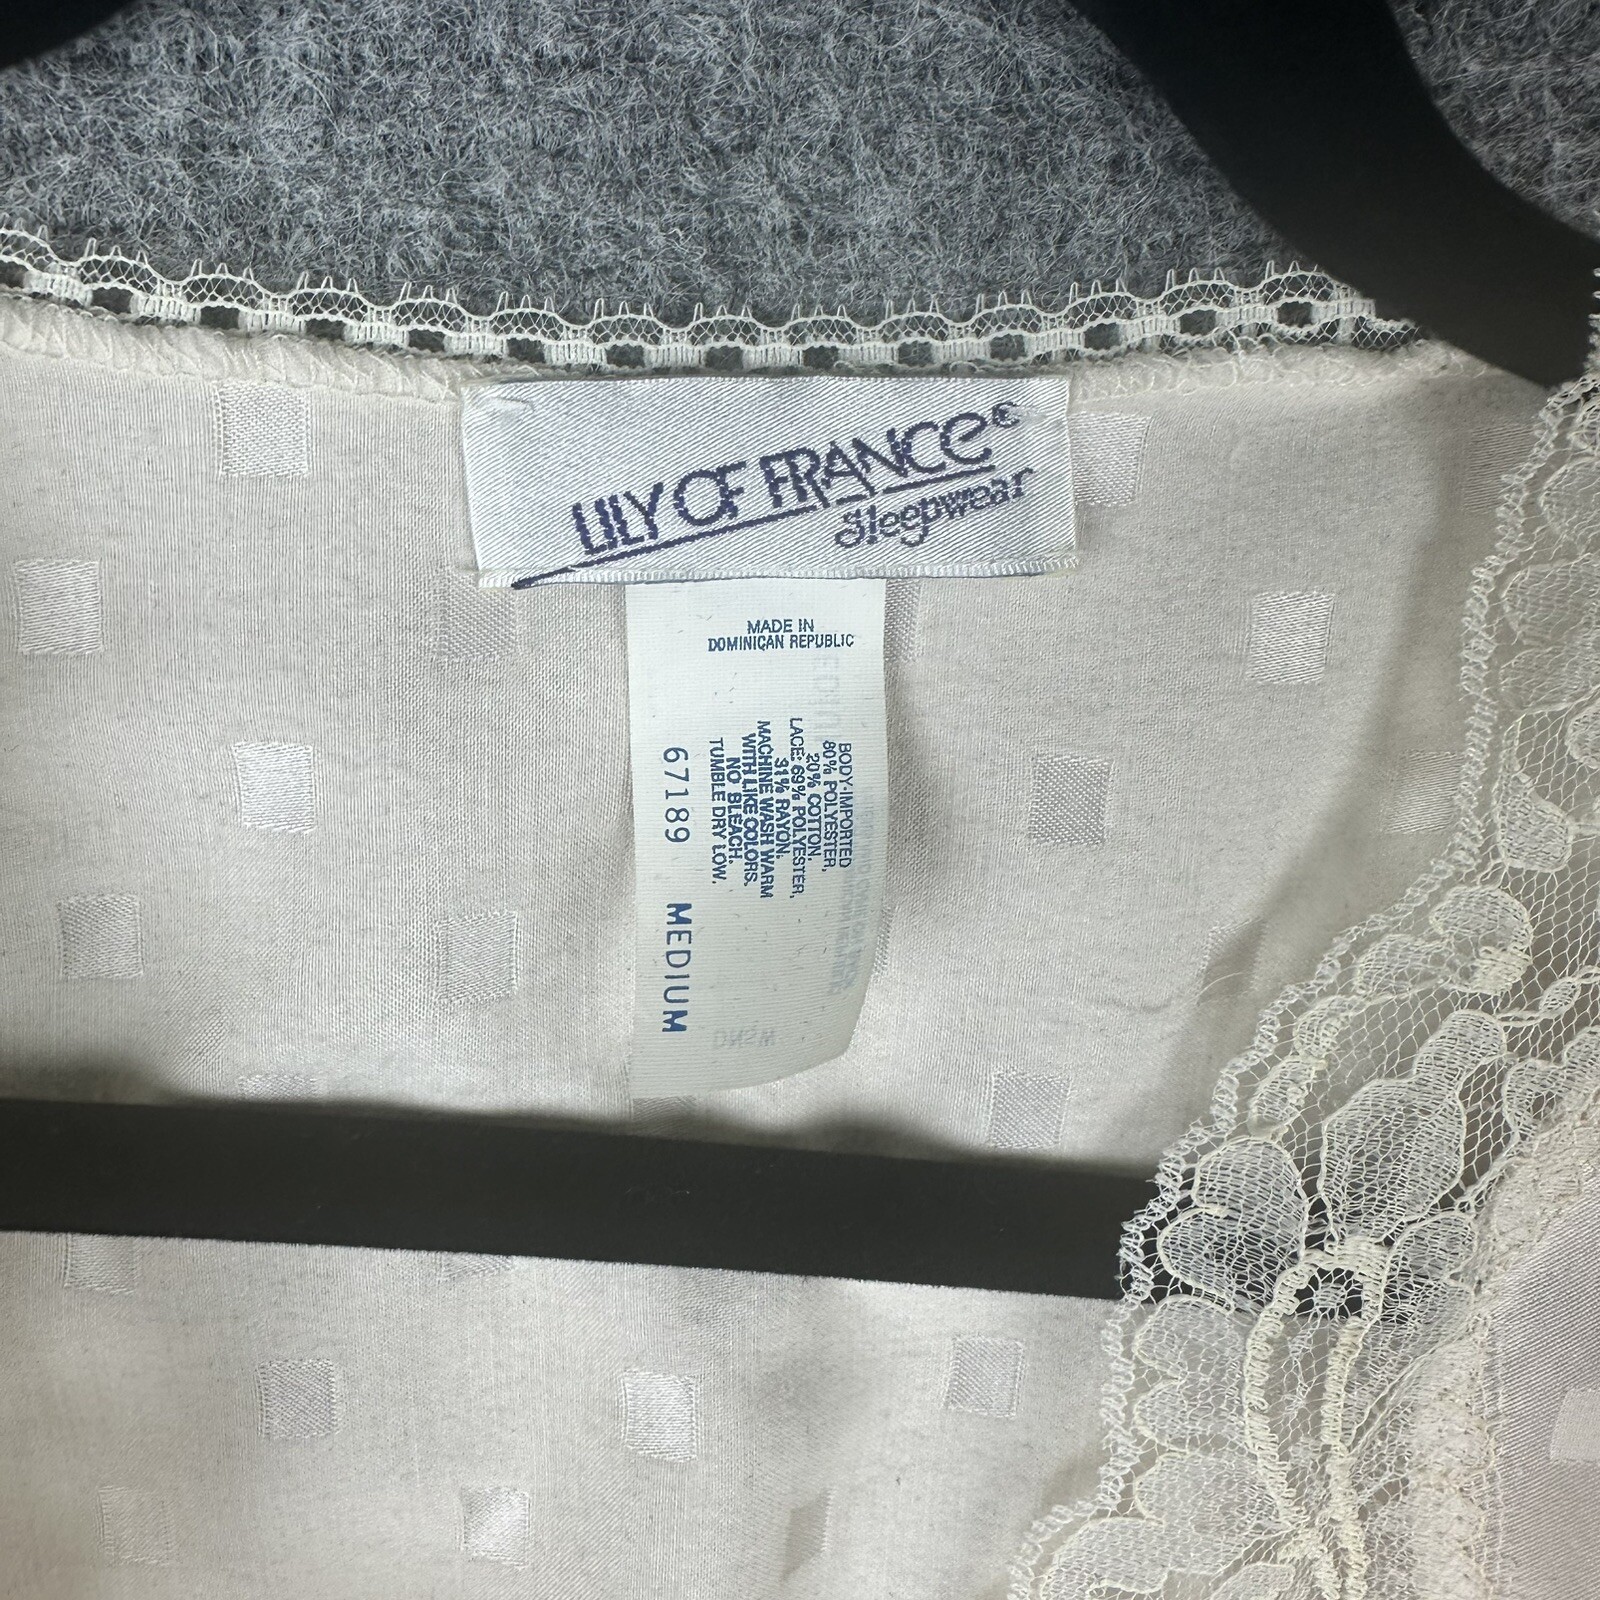 LILY OF FRANCE
Sleepwear
MADE IN
DOMINICAN REPUBLIC
BODY-IMPORTED
80% POLYESTER,
20% COTTON.
LACE: 69% POLYESTER,
31% RAYON.
MACHINE WASH WARM
WITH LIKE COLORS.
NO BLEACH.
TUMBLE DRY LOW.
67189 MEDIUM